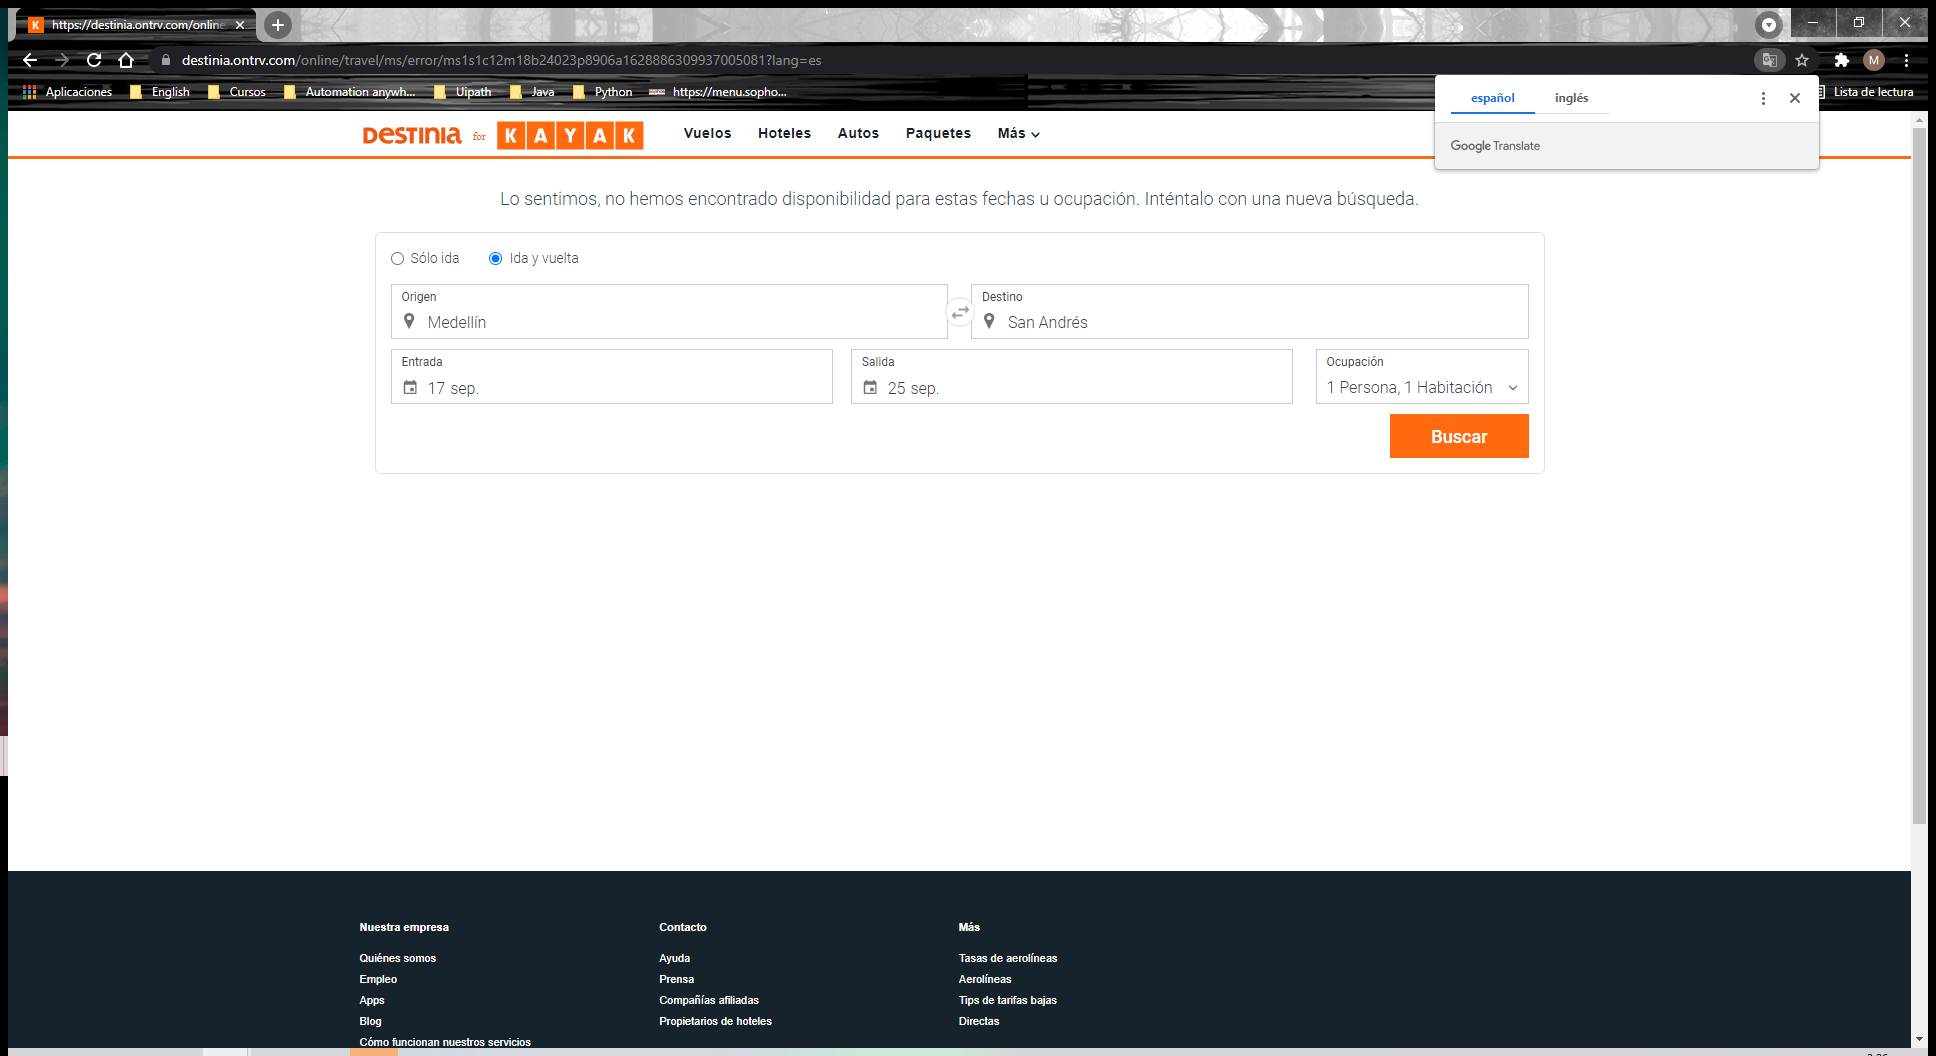 https://destinia.ontrv.com/online
destinia.ontrv.com/online/travel/ms/error/ms1s1c12m18b24023p8906a1628886309937005081?lang=es
M
Aplicaciones English Cursos Automation anywh... Uipath Java Python https://menu.sopho... Lista de lectura
español inglés
Google Translate
DESTINIA for KAYAK Vuelos Hoteles Autos Paquetes Más
Lo sentimos, no hemos encontrado disponibilidad para estas fechas u ocupación. Inténtalo con una nueva búsqueda.
Sólo ida Ida y vuelta
Origen Destino
Medellín San Andrés
Entrada Salida Ocupación
17 sep. 25 sep. 1 Persona, 1 Habitación
Buscar
Nuestra empresa Contacto Más
Quiénes somos Ayuda Tasas de aerolíneas
Empleo Prensa Aerolíneas
Apps Compañías afiliadas Tips de tarifas bajas
Blog Propietarios de hoteles Directas
Cómo funcionan nuestros servicios